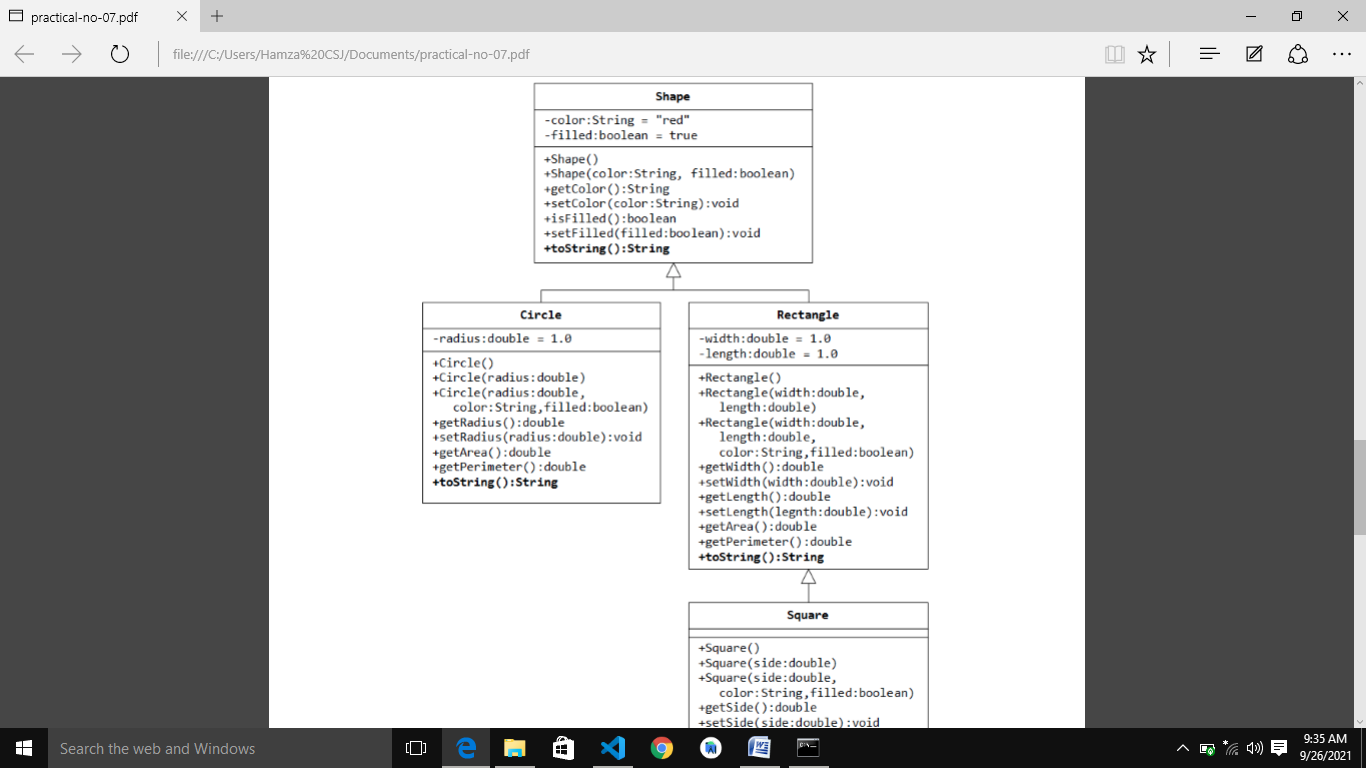 practical-no-07.pdf
file:///C:/Users/Hamza%20CSJ/Documents/practical-no-07.pdf
Shape
-color:String = "red"
-filled:boolean = true
+Shape()
+Shape(color:String, filled:boolean)
+getColor():String
+setColor(color:String):void
+isFilled():boolean
+setFilled(filled:boolean):void
+toString():String
Circle
-radius:double = 1.0
+Circle()
+Circle(radius:double)
+Circle(radius:double,
color:String,filled:boolean)
+getRadius():double
+setRadius(radius:double):void
+getArea():double
+getPerimeter():double
+toString():String
Rectangle
-width:double = 1.0
-length:double = 1.0
+Rectangle()
+Rectangle(width:double,
length:double)
+Rectangle(width:double,
length:double,
color:String,filled:boolean)
+getWidth():double
+setWidth(width:double):void
+getLength():double
+setLength(legnth:double):void
+getArea():double
+getPerimeter():double
+toString():String
Square
+Square()
+Square(side:double)
+Square(side:double,
color:String,filled:boolean)
+getSide():double
+setSide(side:double):void
Search the web and Windows
9:35 AM
9/26/2021